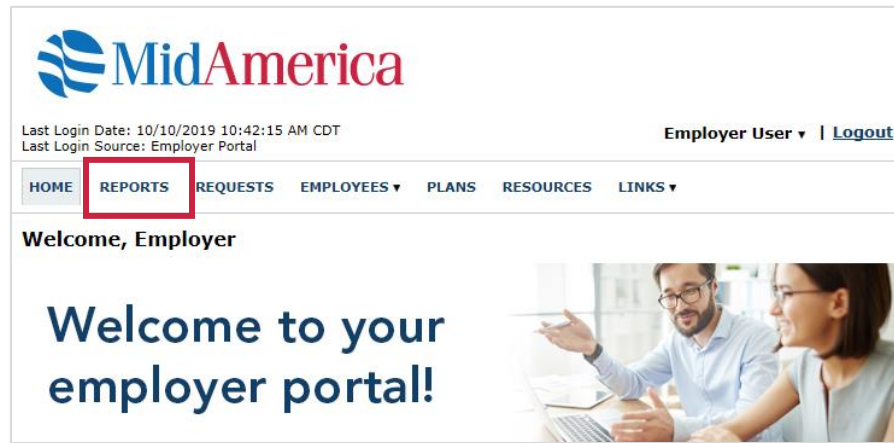 MidAmerica
Last Login Date: 10/10/2019 10:42:15 AM CDT
Last Login Source: Employer Portal
Employer User ▾ | Logout
HOME REPORTS REQUESTS EMPLOYEES ▾ PLANS RESOURCES LINKS ▾
Welcome, Employer
Welcome to your
employer portal!